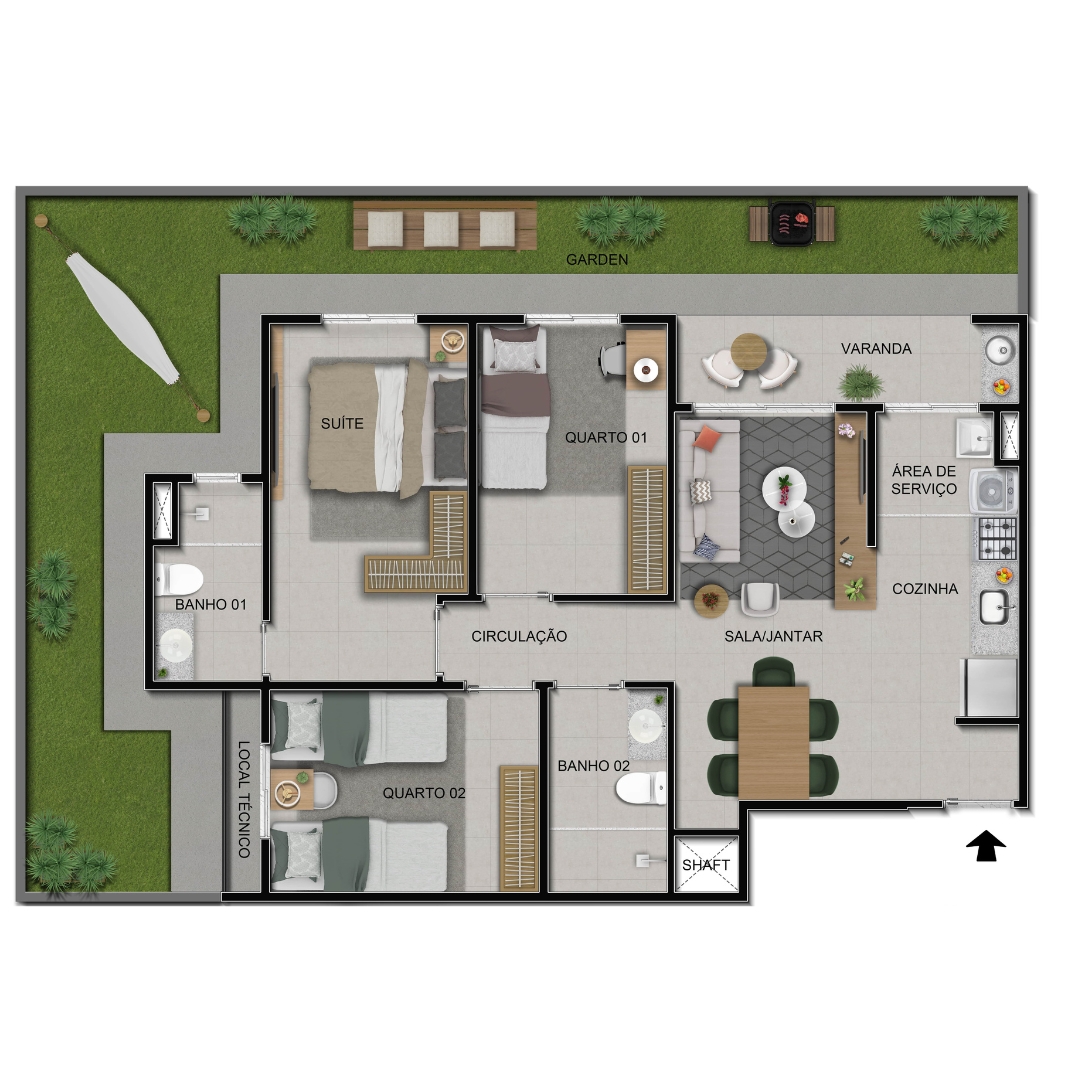 GARDEN
VARANDA
SUÍTE
QUARTO 01
ÁREA DE
SERVIÇO
COZINHA
BANHO 01
CIRCULAÇÃO
SALA/JANTAR
LOCAL TÉCNICO
QUARTO 02
BANHO 02
SHAFT